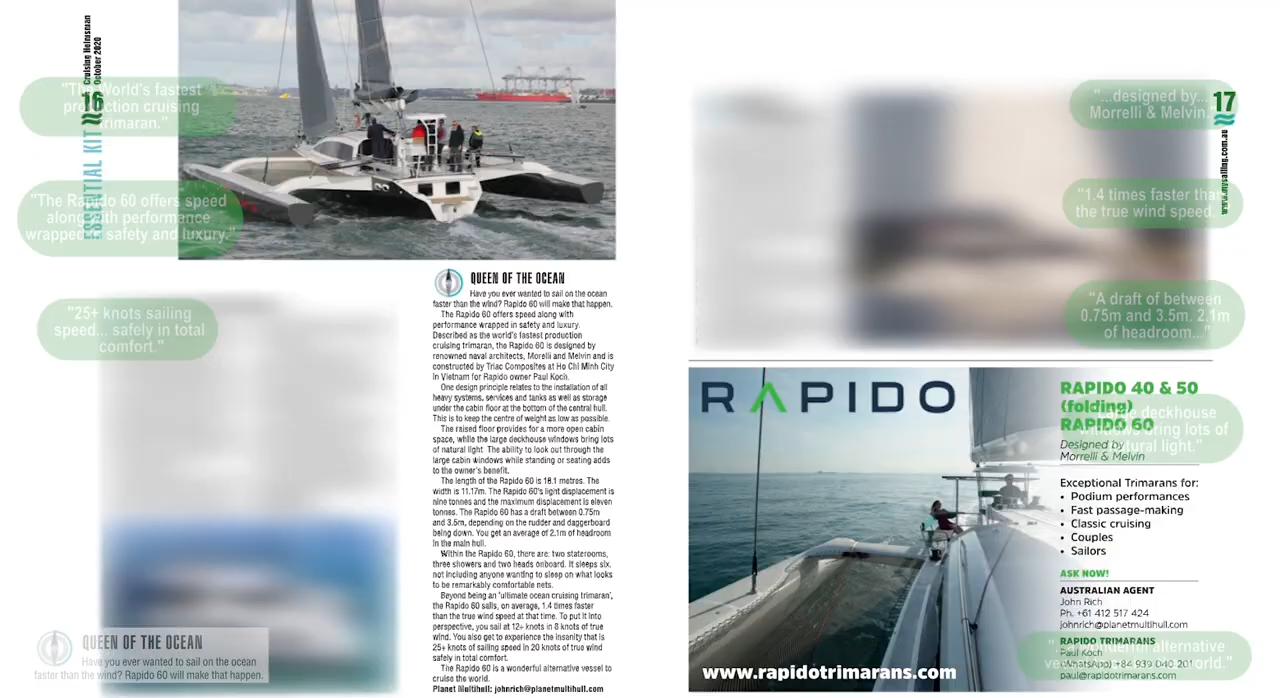 Cruising Helmsman
October 2020
16
ESSENTIAL KIT
"The World's fastest
production cruising
trimaran."
"The Rapido 60 offers speed
along with performance
wrapped in safety and luxury."
"25+ knots sailing
speed... safely in total
comfort."
QUEEN OF THE OCEAN
Have you ever wanted to sail on the ocean
faster than the wind? Rapido 60 will make that happen.
QUEEN OF THE OCEAN
Have you ever wanted to sail on the ocean
faster than the wind? Rapido 60 will make that happen.
The Rapido 60 offers speed along with
performance wrapped in safety and luxury.
Described as the world's fastest production
cruising trimaran, the Rapido 60 is designed by
renowned naval architects, Morelli and Melvin and is
constructed by Triac Composites at Ho Chi Minh City
in Vietnam for Rapido owner Paul Koch.
One design principle relates to the installation of all
heavy systems, services and tanks as well as storage
under the cabin floor at the bottom of the central hull.
This is to keep the centre of weight as low as possible.
The raised floor provides for a more open cabin
space, while the large deckhouse windows bring lots
of natural light. The ability to look out through the
large cabin windows while standing or seating adds
to the owner's benefit.
The length of the Rapido 60 is 18.1 metres. The
width is 11.17m. The Rapido 60's light displacement is
nine tonnes and the maximum displacement is eleven
tonnes. The Rapido 60 has a draft between 0.75m
and 3.5m, depending on the rudder and daggerboard
being down. You get an average of 2.1m of headroom
in the main hull.
Within the Rapido 60, there are: two staterooms,
three showers and two heads onboard. It sleeps six,
not including anyone wanting to sleep on what looks
to be remarkably comfortable nets.
Beyond being an 'ultimate ocean cruising trimaran',
the Rapido 60 sails, on average, 1.4 times faster
than the true wind speed at that time. To put it into
perspective, you sail at 12+ knots in 8 knots of true
wind. You also get to experience the insanity that is
25+ knots of sailing speed in 20 knots of true wind
safely in total comfort.
The Rapido 60 is a wonderful alternative vessel to
cruise the world.
Planet Multihull: johnrich@planetmultihull.com
17
www.mysailing.com.au
"...designed by...
Morrelli & Melvin."
"1.4 times faster than
the true wind speed."
"A draft of between
0.75m and 3.5m. 2.1m
of headroom..."
"Large deckhouse
windows bring lots of
natural light."
RAPIDO
RAPIDO 40 & 50
(folding)
RAPIDO 60
Designed by
Morrelli & Melvin
Exceptional Trimarans for:
• Podium performances
• Fast passage-making
• Classic cruising
• Couples
• Sailors
ASK NOW!
AUSTRALIAN AGENT
John Rich
Ph. +61 412 517 424
johnrich@planetmultihull.com
RAPIDO TRIMARANS
Paul Koch
(WhatsApp) +84 939 040 201
paul@rapidotrimarans.com
"...a wonderful alternative
world."
www.rapidotrimarans.com